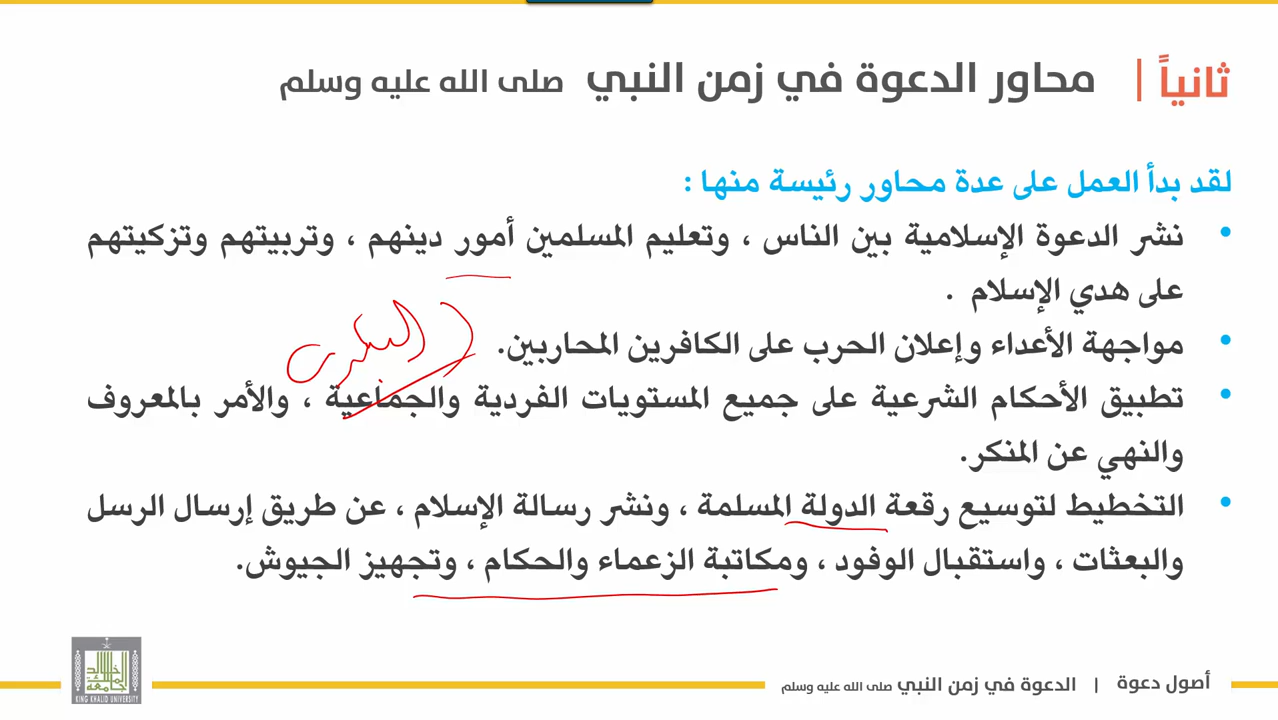 ثانياً | محاور الدعوة في زمن النبي صلى الله عليه وسلم
لقد بدأ العمل على عدة محاور رئيسة منها :
• نشر الدعوة الإسلامية بين الناس ، وتعليم المسلمين أمور دينهم ، وتربيتهم وتزكيتهم
على هدي الإسلام .
• مواجهة الأعداء وإعلان الحرب على الكافرين المحاربين.
• تطبيق الأحكام الشرعية على جميع المستويات الفردية والجماعية ، والأمر بالمعروف
والنهي عن المنكر.
• التخطيط لتوسيع رقعة الدولة المسلمة ، ونشر رسالة الإسلام ، عن طريق إرسال الرسل
والبعثات ، واستقبال الوفود ، ومكاتبة الزعماء والحكام ، وتجهيز الجيوش.
جامعة الملك خالد
KING KHALID UNIVERSITY
أصول دعوة | الدعوة في زمن النبي صلى الله عليه وسلم